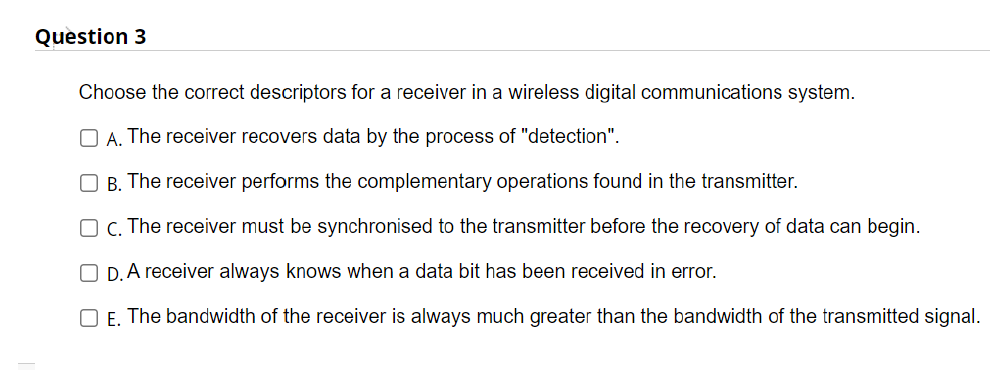 Question 3
Choose the correct descriptors for a receiver in a wireless digital communications system.
A. The receiver recovers data by the process of "detection".
B. The receiver performs the complementary operations found in the transmitter.
C. The receiver must be synchronised to the transmitter before the recovery of data can begin.
D. A receiver always knows when a data bit has been received in error.
E. The bandwidth of the receiver is always much greater than the bandwidth of the transmitted signal.